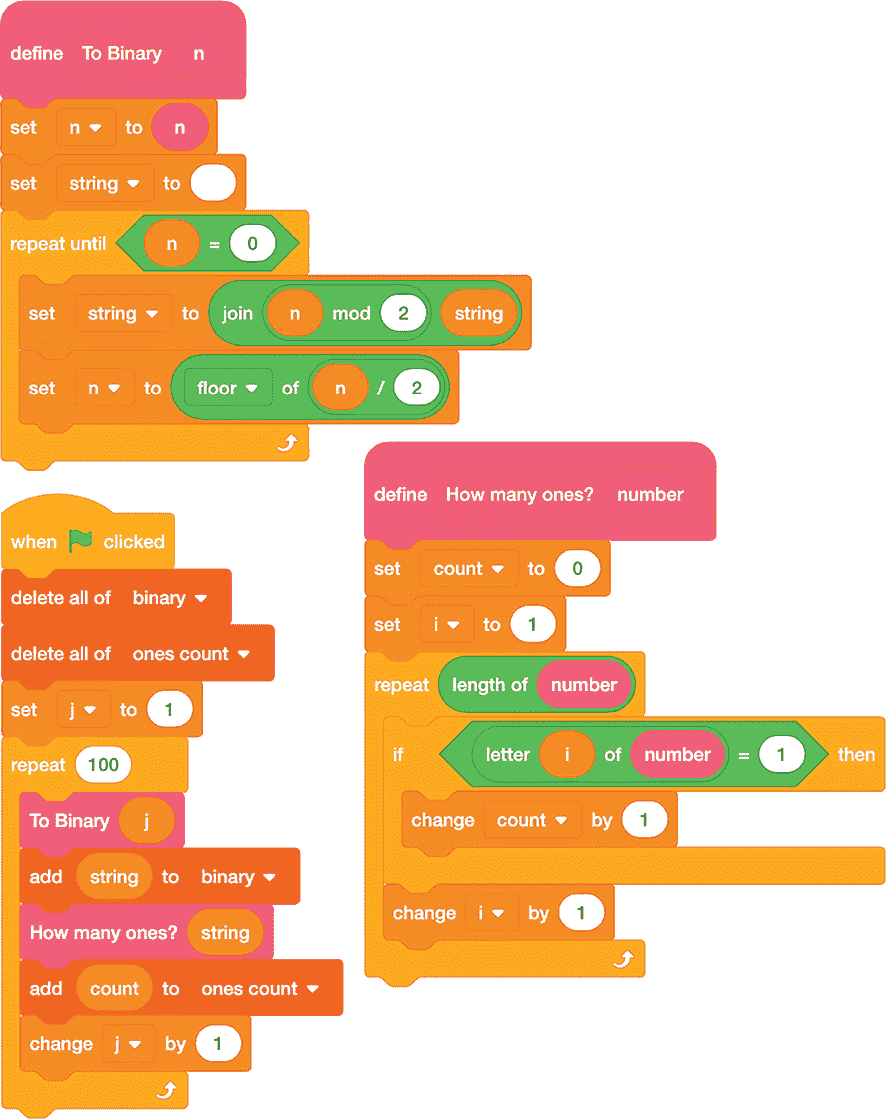 define To Binary n
set n to n
set string to
repeat until n = 0
set string to join n mod 2 string
set n to floor of n / 2
when clicked
delete all of binary
delete all of ones count
set j to 1
repeat 100
To Binary j
add string to binary
How many ones? string
add count to ones count
change j by 1
define How many ones? number
set count to 0
set i to 1
repeat length of number
if letter i of number = 1 then
change count by 1
change i by 1